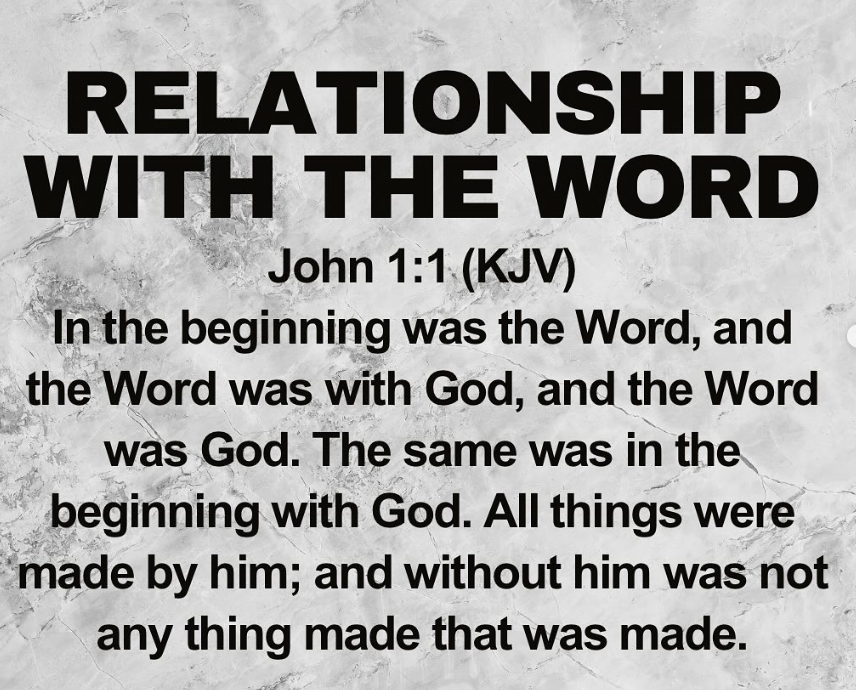 RELATIONSHIP
WITH THE WORD
John 1:1 (KJV)
In the beginning was the Word, and
the Word was with God, and the Word
was God. The same was in the
beginning with God. All things were
made by him; and without him was not
any thing made that was made.